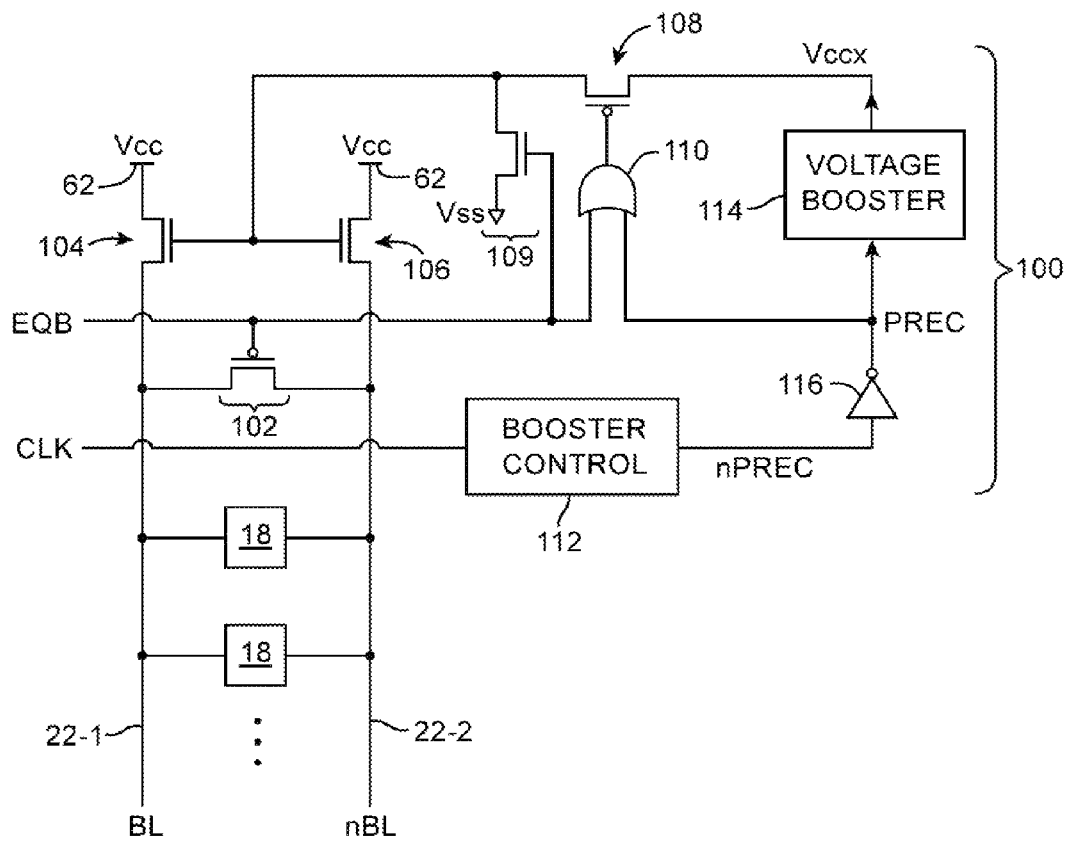 108
Vccx
Vcc
Vcc
62
62
110
VOLTAGE
BOOSTER
114
Vss
104
106
109
100
EQB
PREC
116
102
CLK
BOOSTER
CONTROL
nPREC
112
18
18
22-1
22-2
BL
nBL